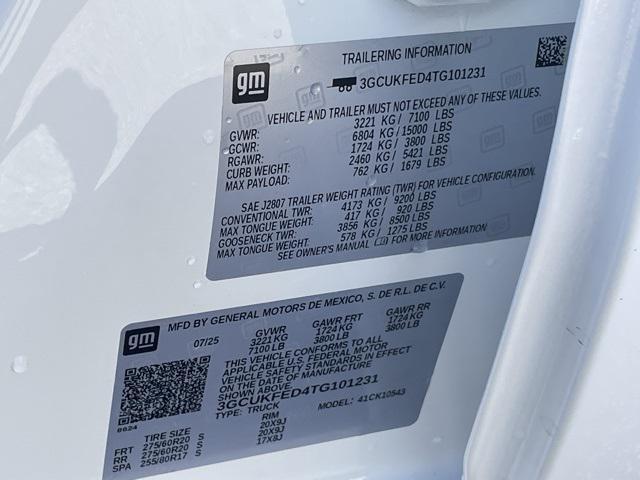 gm
TRAILERING INFORMATION
3GCUKFED4TG101231
VEHICLE AND TRAILER MUST NOT EXCEED ANY OF THESE VALUES.
GVWR: 3221 KG / 7100 LBS
GCWR: 6804 KG / 15000 LBS
RGAWR: 1724 KG / 3800 LBS
CURB WEIGHT: 2460 KG / 5421 LBS
MAX PAYLOAD: 762 KG / 1679 LBS
SAE J2807 TRAILER WEIGHT RATING (TWR) FOR VEHICLE CONFIGURATION.
CONVENTIONAL TWR: 4173 KG / 9200 LBS
MAX TONGUE WEIGHT: 417 KG / 920 LBS
GOOSENECK TWR: 3856 KG / 8500 LBS
MAX TONGUE WEIGHT: 578 KG / 1275 LBS
SEE OWNER'S MANUAL FOR MORE INFORMATION
gm
MFD BY GENERAL MOTORS DE MEXICO, S. DE R.L. DE C.V.
07/25 GVWR GAWR FRT GAWR RR
3221 KG 1724 KG 1724 KG
7100 LB 3800 LB 3800 LB
THIS VEHICLE CONFORMS TO ALL
APPLICABLE U.S. FEDERAL MOTOR
VEHICLE SAFETY STANDARDS IN EFFECT
ON THE DATE OF MANUFACTURE
SHOWN ABOVE.
3GCUKFED4TG101231
TYPE: TRUCK MODEL: 41CK10543
8624
TIRE SIZE RIM
FRT 275/60R20 S 20X9J
RR 275/60R20 S 20X9J
SPA 255/80R17 S 17X8J